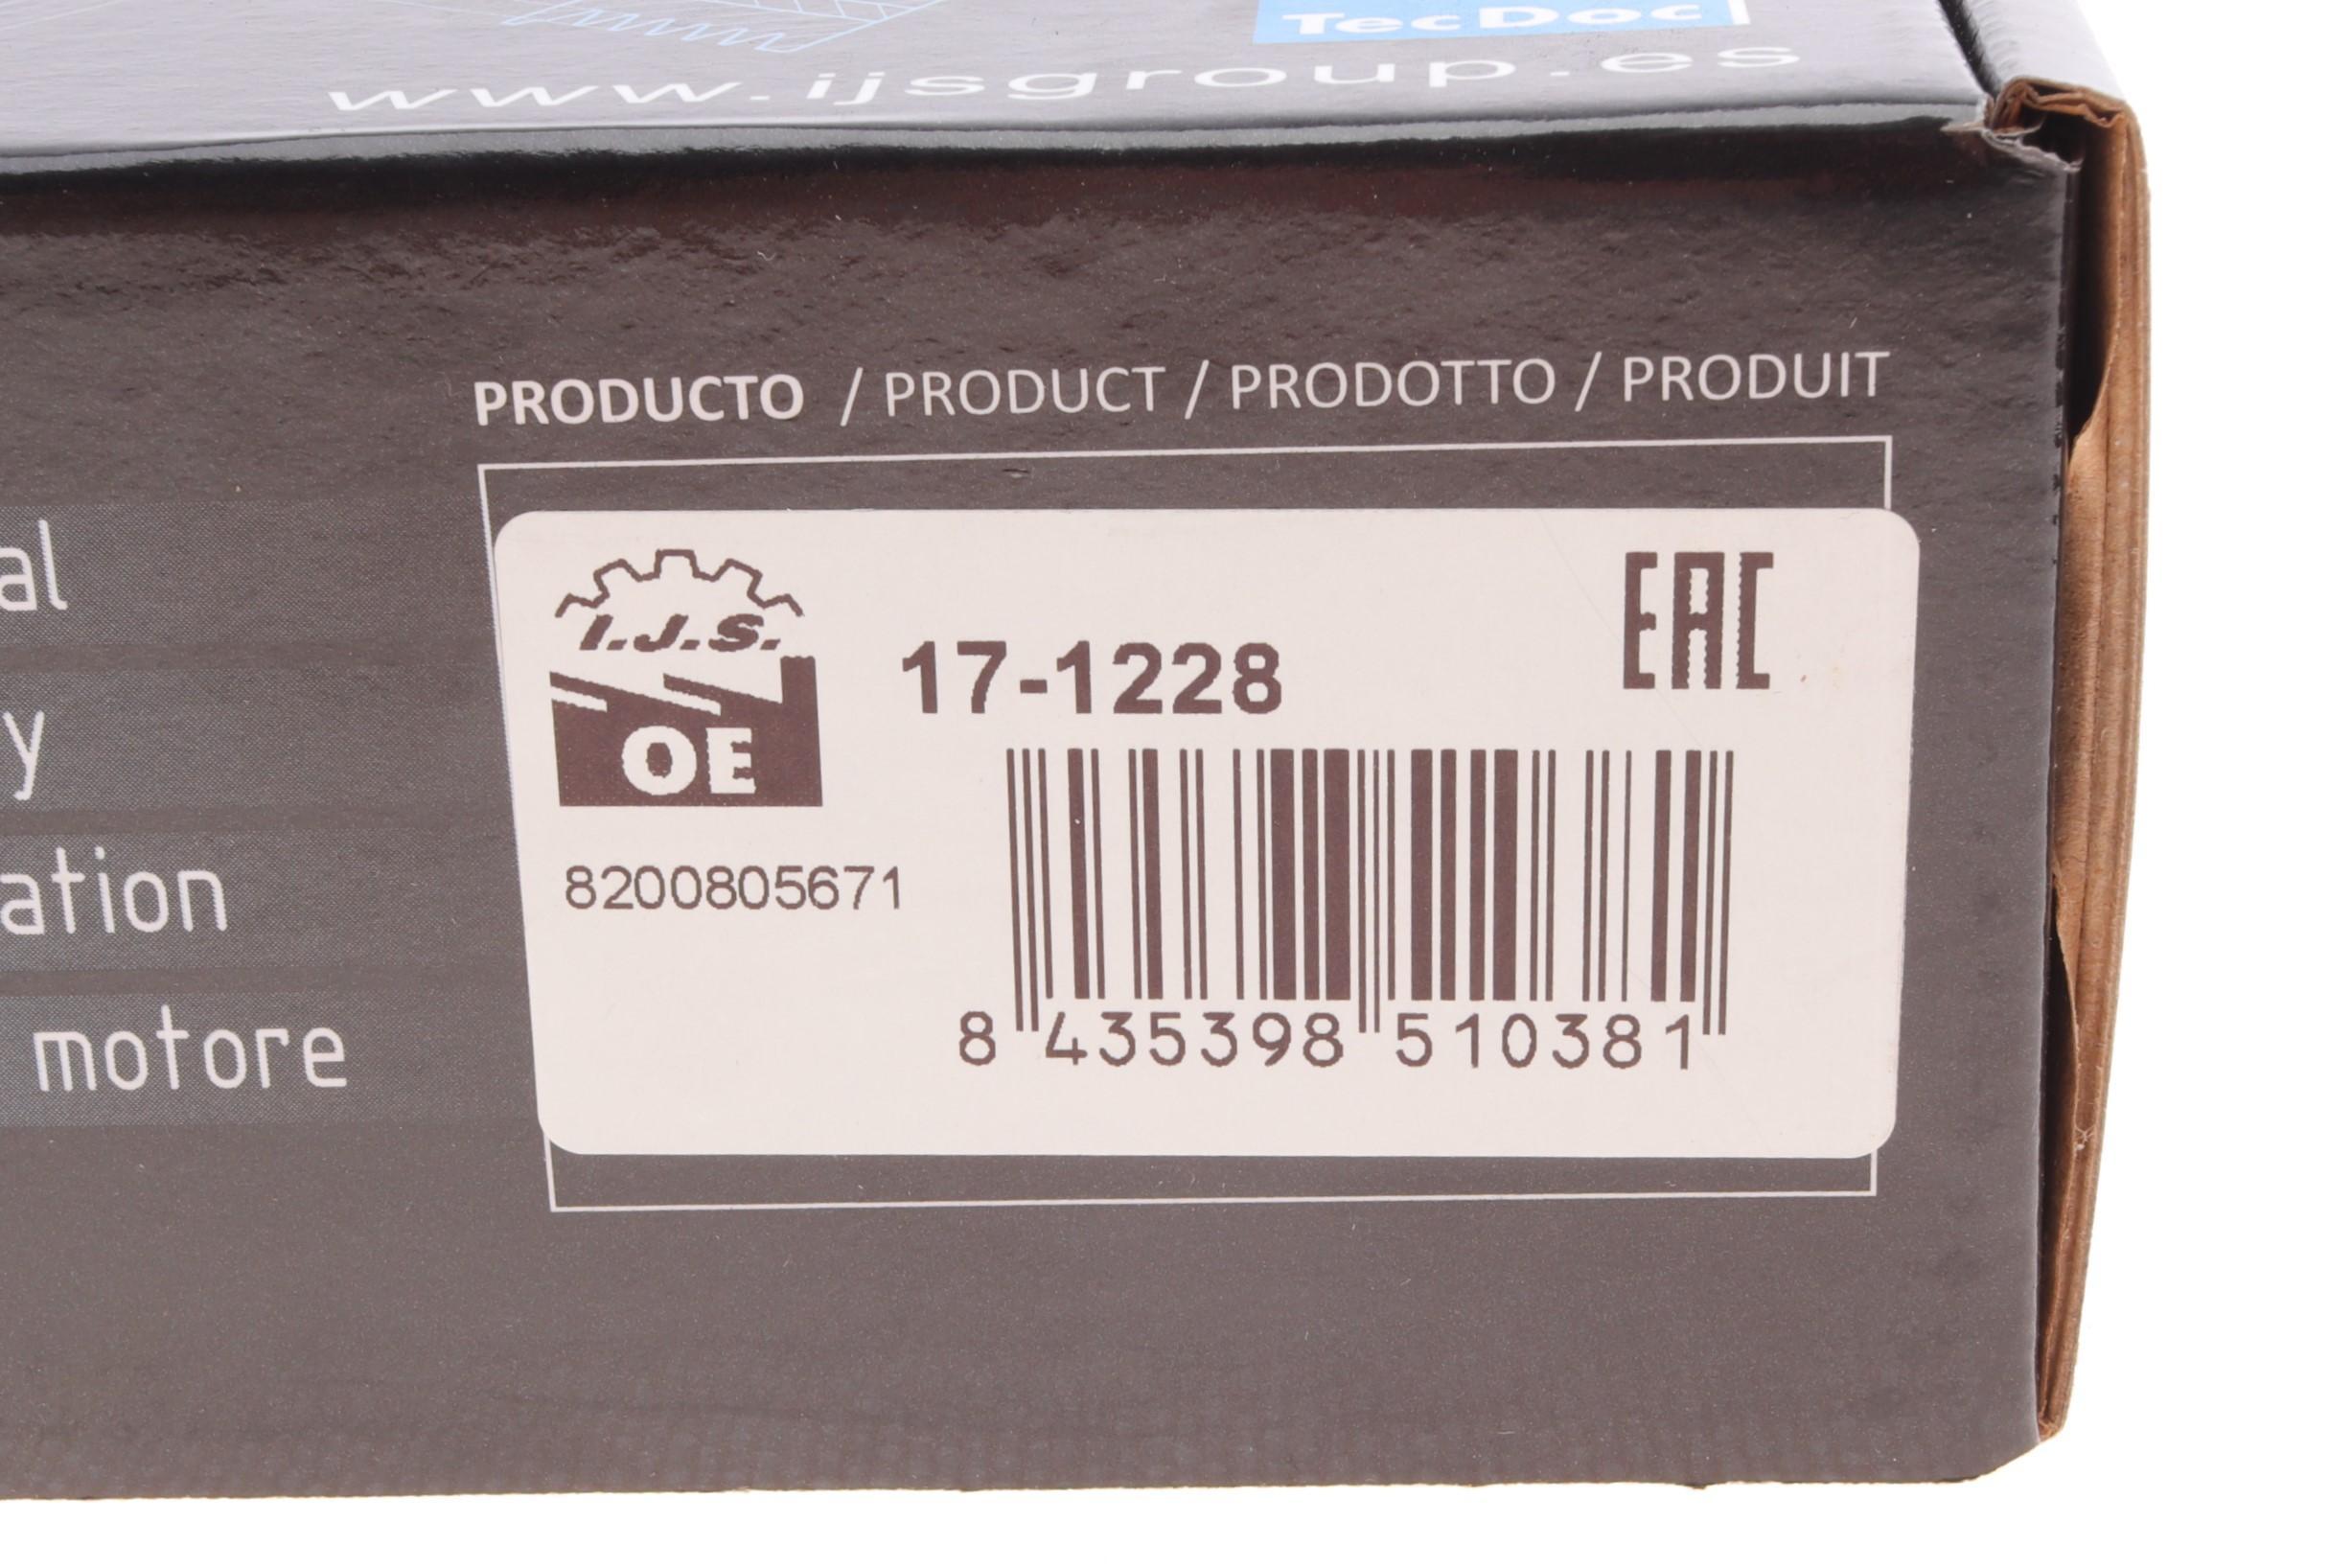 TecDoc
www.ijsgroup.es
PRODUCTO / PRODUCT / PRODOTTO / PRODUIT
al
y
ation
motore
I.J.S.
OE
17-1228
EAC
8200805671
8 435398 510381